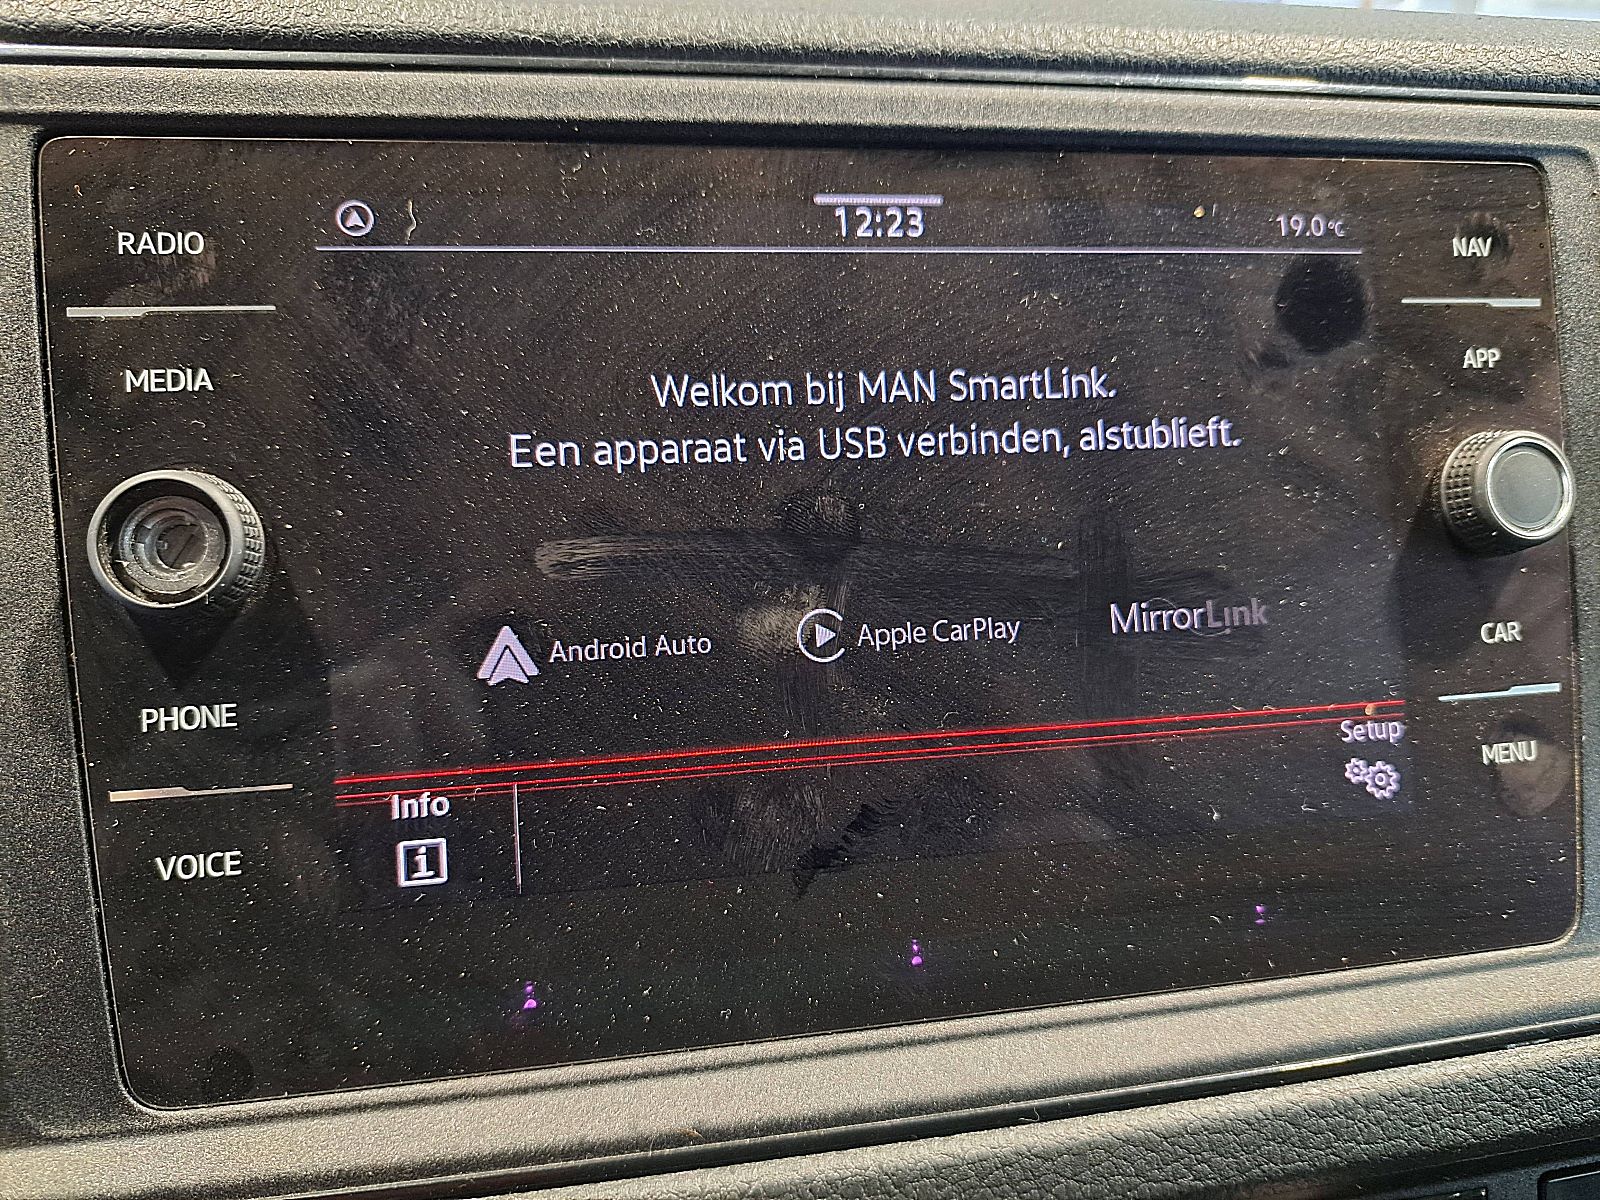 12:23
19.0°C
RADIO
MEDIA
PHONE
VOICE
Welkom bij MAN SmartLink.
Een apparaat via USB verbinden, alstublieft.
Android Auto
Apple CarPlay
MirrorLink
Info
i
Setup
NAV
APP
CAR
MENU